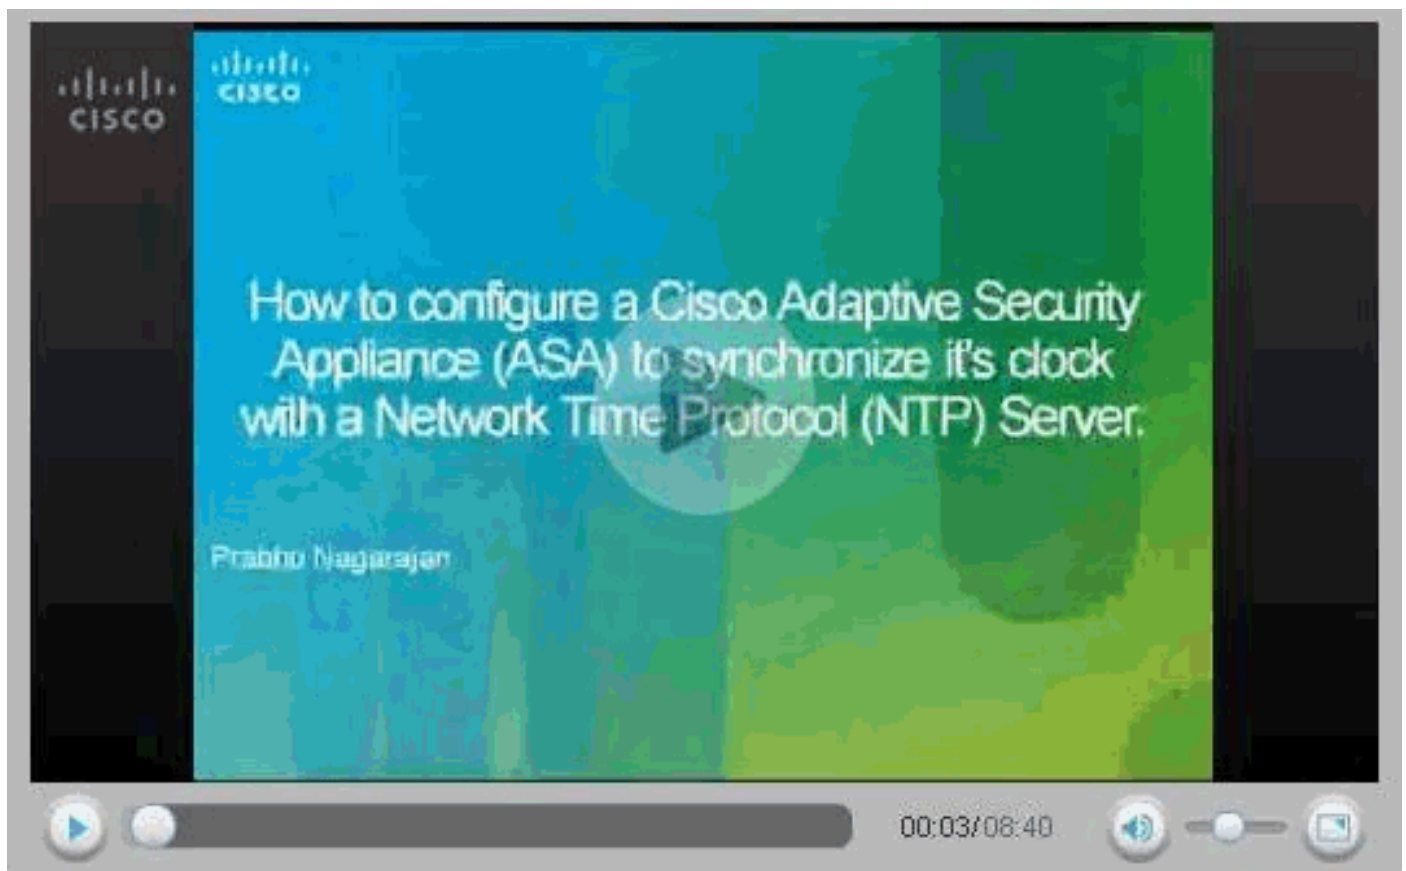 CISCO
CISCO
How to configure a Cisco Adaptive Security
Appliance (ASA) to synchronize it's clock
with a Network Time Protocol (NTP) Server.
Prabhu Nagarajan
00:03/08:40